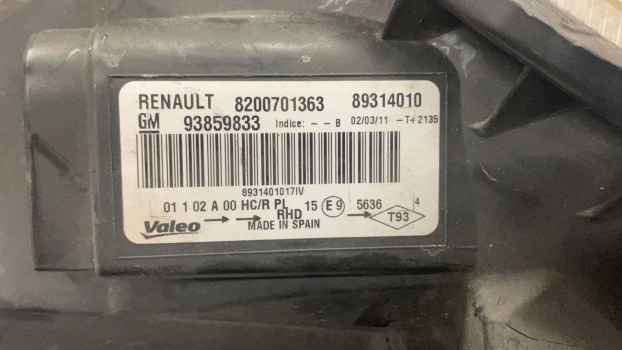 RENAULT 8200701363 89314010
GM 93859833 Indice: - - B 02/03/11 -T+2135
8931401017IV
01 1 02 A 00 HC/R PL 15 E9 5636 4
Valeo RHD T93
MADE IN SPAIN